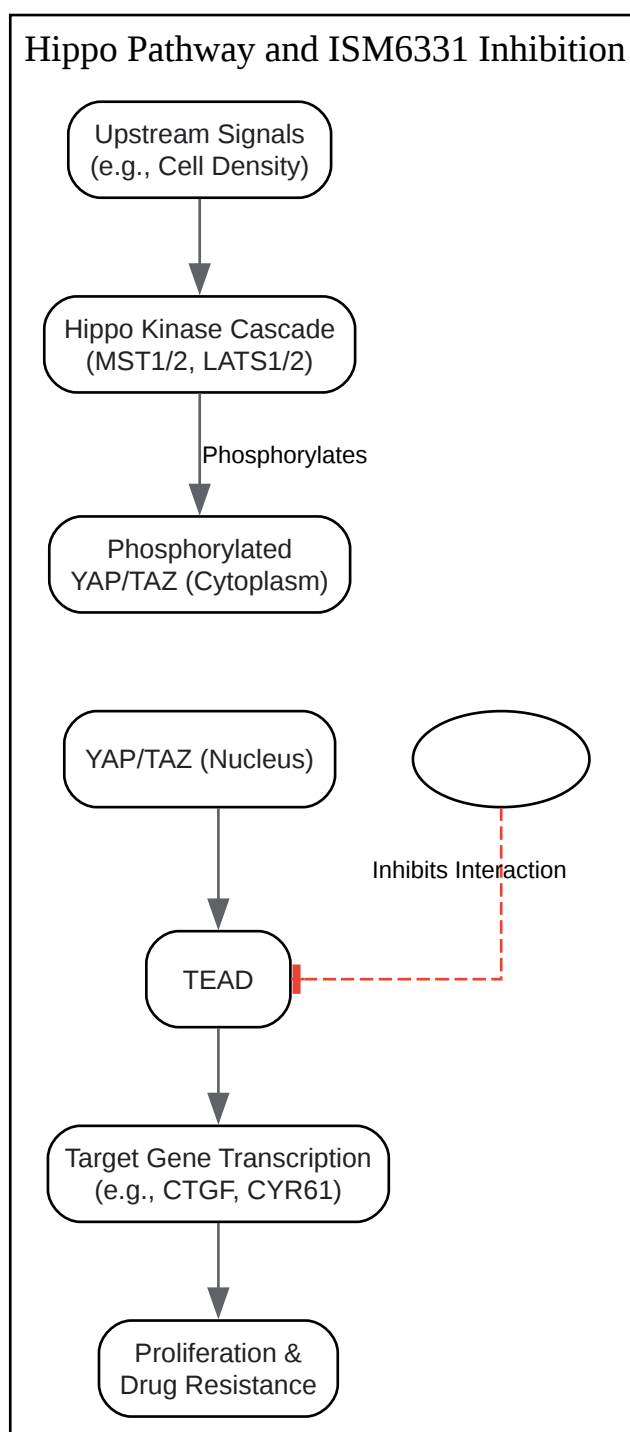 Hippo Pathway and ISM6331 Inhibition
Upstream Signals
(e.g., Cell Density)
Hippo Kinase Cascade
(MST1/2, LATS1/2)
Phosphorylates
Phosphorylated
YAP/TAZ (Cytoplasm)
YAP/TAZ (Nucleus)
Inhibits Interaction
TEAD
Target Gene Transcription
(e.g., CTGF, CYR61)
Proliferation &
Drug Resistance